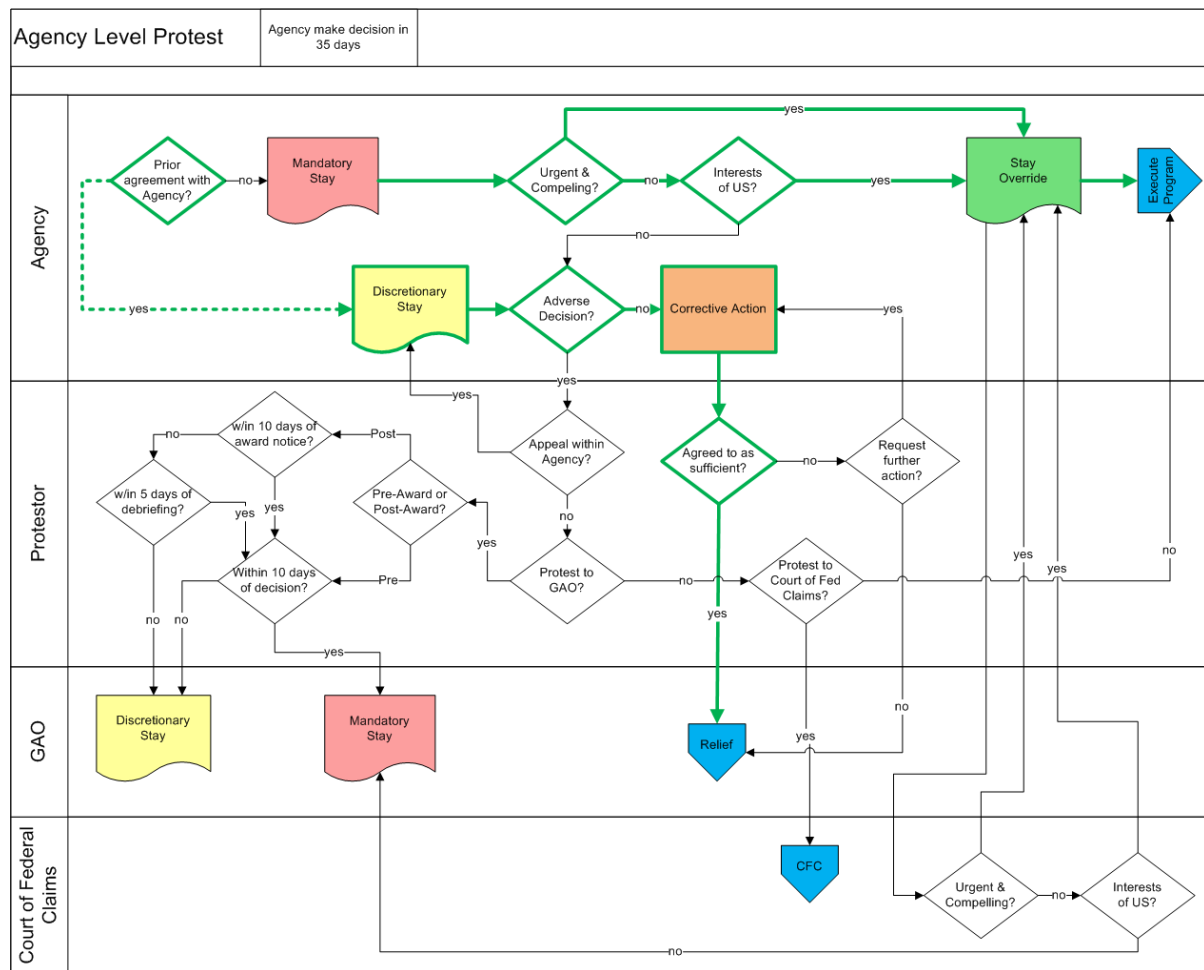 Agency Level Protest
Agency make decision in
35 days
Agency
yes
Prior
agreement with
Agency?
no
Mandatory
Stay
Urgent &
Compeling?
no
Interests
of US?
yes
Stay
Override
Execute
Program
no
yes
Discretionary
Stay
Adverse
Decision?
no
Corrective Action
yes
yes
Protestor
yes
w/in 10 days of
award notice?
no
Post
Appeal within
Agency?
Agreed to as
sufficient?
no
Request
further
action?
w/in 5 days of
debriefing?
yes
yes
Pre-Award or
Post-Award?
yes
no
Within 10 days
of decision?
Pre
Protest to
GAO?
no
Protest to
Court of Fed
Claims?
no
yes
yes
yes
no
no
yes
GAO
Discretionary
Stay
Mandatory
Stay
Relief
no
yes
Court of Federal
Claims
CFC
Urgent &
Compelling?
no
Interests
of US?
no